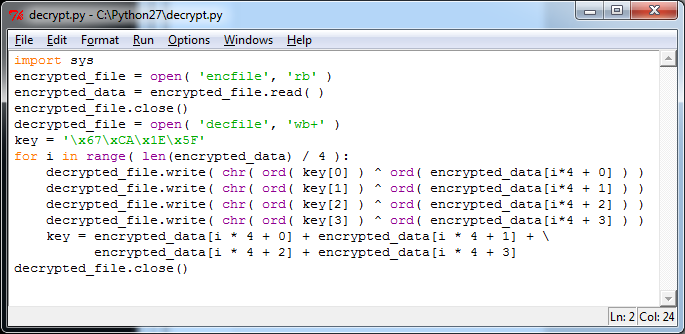 decrypt.py - C:\Python27\decrypt.py
File Edit Format Run Options Windows Help
import sys
encrypted_file = open( 'encfile', 'rb' )
encrypted_data = encrypted_file.read( )
encrypted_file.close()
decrypted_file = open( 'decfile', 'wb+' )
key = '\x67\xCA\x1E\x5F'
for i in range( len(encrypted_data) / 4 ):
    decrypted_file.write( chr( ord( key[0] ) ^ ord( encrypted_data[i*4 + 0] ) ) )
    decrypted_file.write( chr( ord( key[1] ) ^ ord( encrypted_data[i*4 + 1] ) ) )
    decrypted_file.write( chr( ord( key[2] ) ^ ord( encrypted_data[i*4 + 2] ) ) )
    decrypted_file.write( chr( ord( key[3] ) ^ ord( encrypted_data[i*4 + 3] ) ) )
    key = encrypted_data[i * 4 + 0] + encrypted_data[i * 4 + 1] + \
          encrypted_data[i * 4 + 2] + encrypted_data[i * 4 + 3]
decrypted_file.close()
Ln: 2 Col: 24